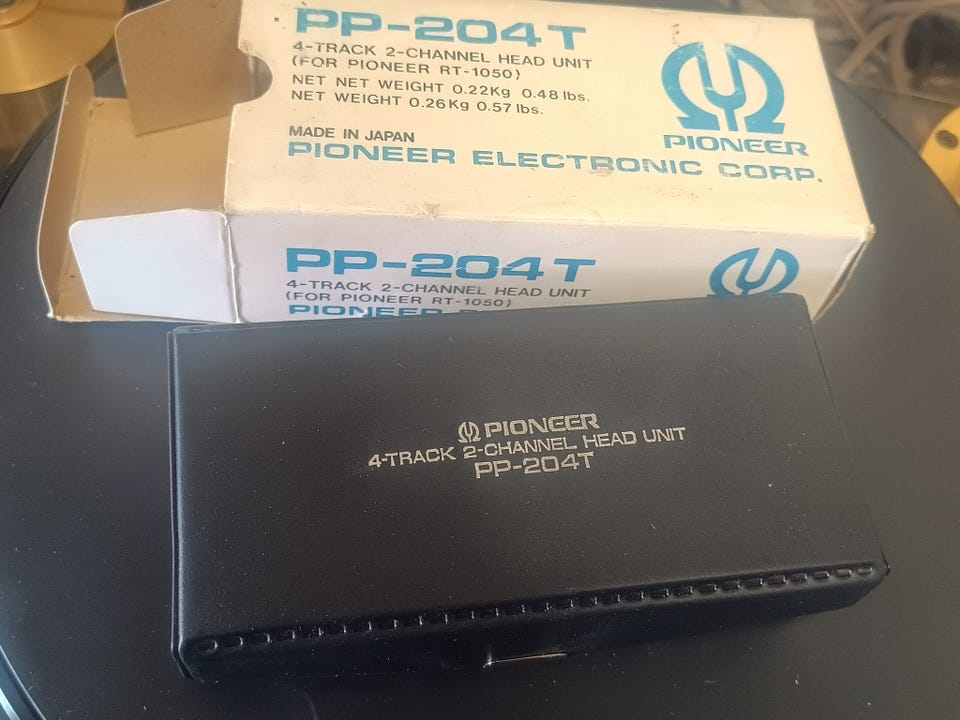 PP-204T
4-TRACK 2-CHANNEL HEAD UNIT
(FOR PIONEER RT-1050)
NET NET WEIGHT 0.22Kg 0.48 lbs.
NET WEIGHT 0.26Kg 0.57 lbs.
MADE IN JAPAN
PIONEER ELECTRONIC CORP.
PIONEER
PP-204T
4-TRACK 2-CHANNEL HEAD UNIT
(FOR PIONEER RT-1050)
PIONEER
PIONEER
4-TRACK 2-CHANNEL HEAD UNIT
PP-204T